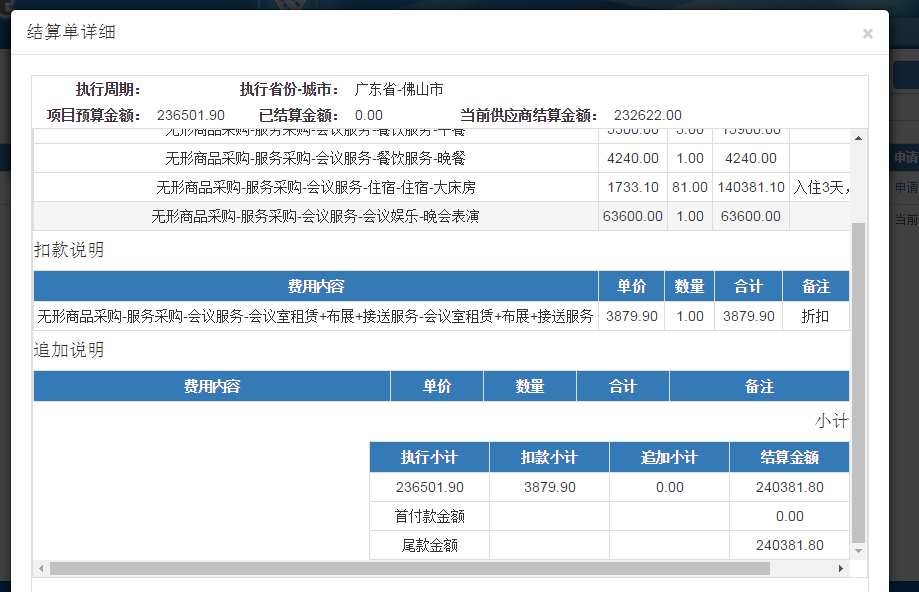 结算单详细 ×
执行周期: 执行省份-城市: 广东省-佛山市
项目预算金额: 236501.90 已结算金额: 0.00 当前供应商结算金额: 232622.00
无形商品采购-服务采购-会议服务-餐饮服务-午餐 5300.00 3.00 15900.00
无形商品采购-服务采购-会议服务-餐饮服务-晚餐 4240.00 1.00 4240.00
无形商品采购-服务采购-会议服务-住宿-住宿-大床房 1733.10 81.00 140381.10 入住3天,
无形商品采购-服务采购-会议服务-会议娱乐-晚会表演 63600.00 1.00 63600.00
扣款说明
费用内容 单价 数量 合计 备注
无形商品采购-服务采购-会议服务-会议室租赁+布展+接送服务-会议室租赁+布展+接送服务 3879.90 1.00 3879.90 折扣
追加说明
费用内容 单价 数量 合计 备注
小计
执行小计 扣款小计 追加小计 结算金额
236501.90 3879.90 0.00 240381.80
首付款金额 0.00
尾款金额 240381.80
申请
申请
当前